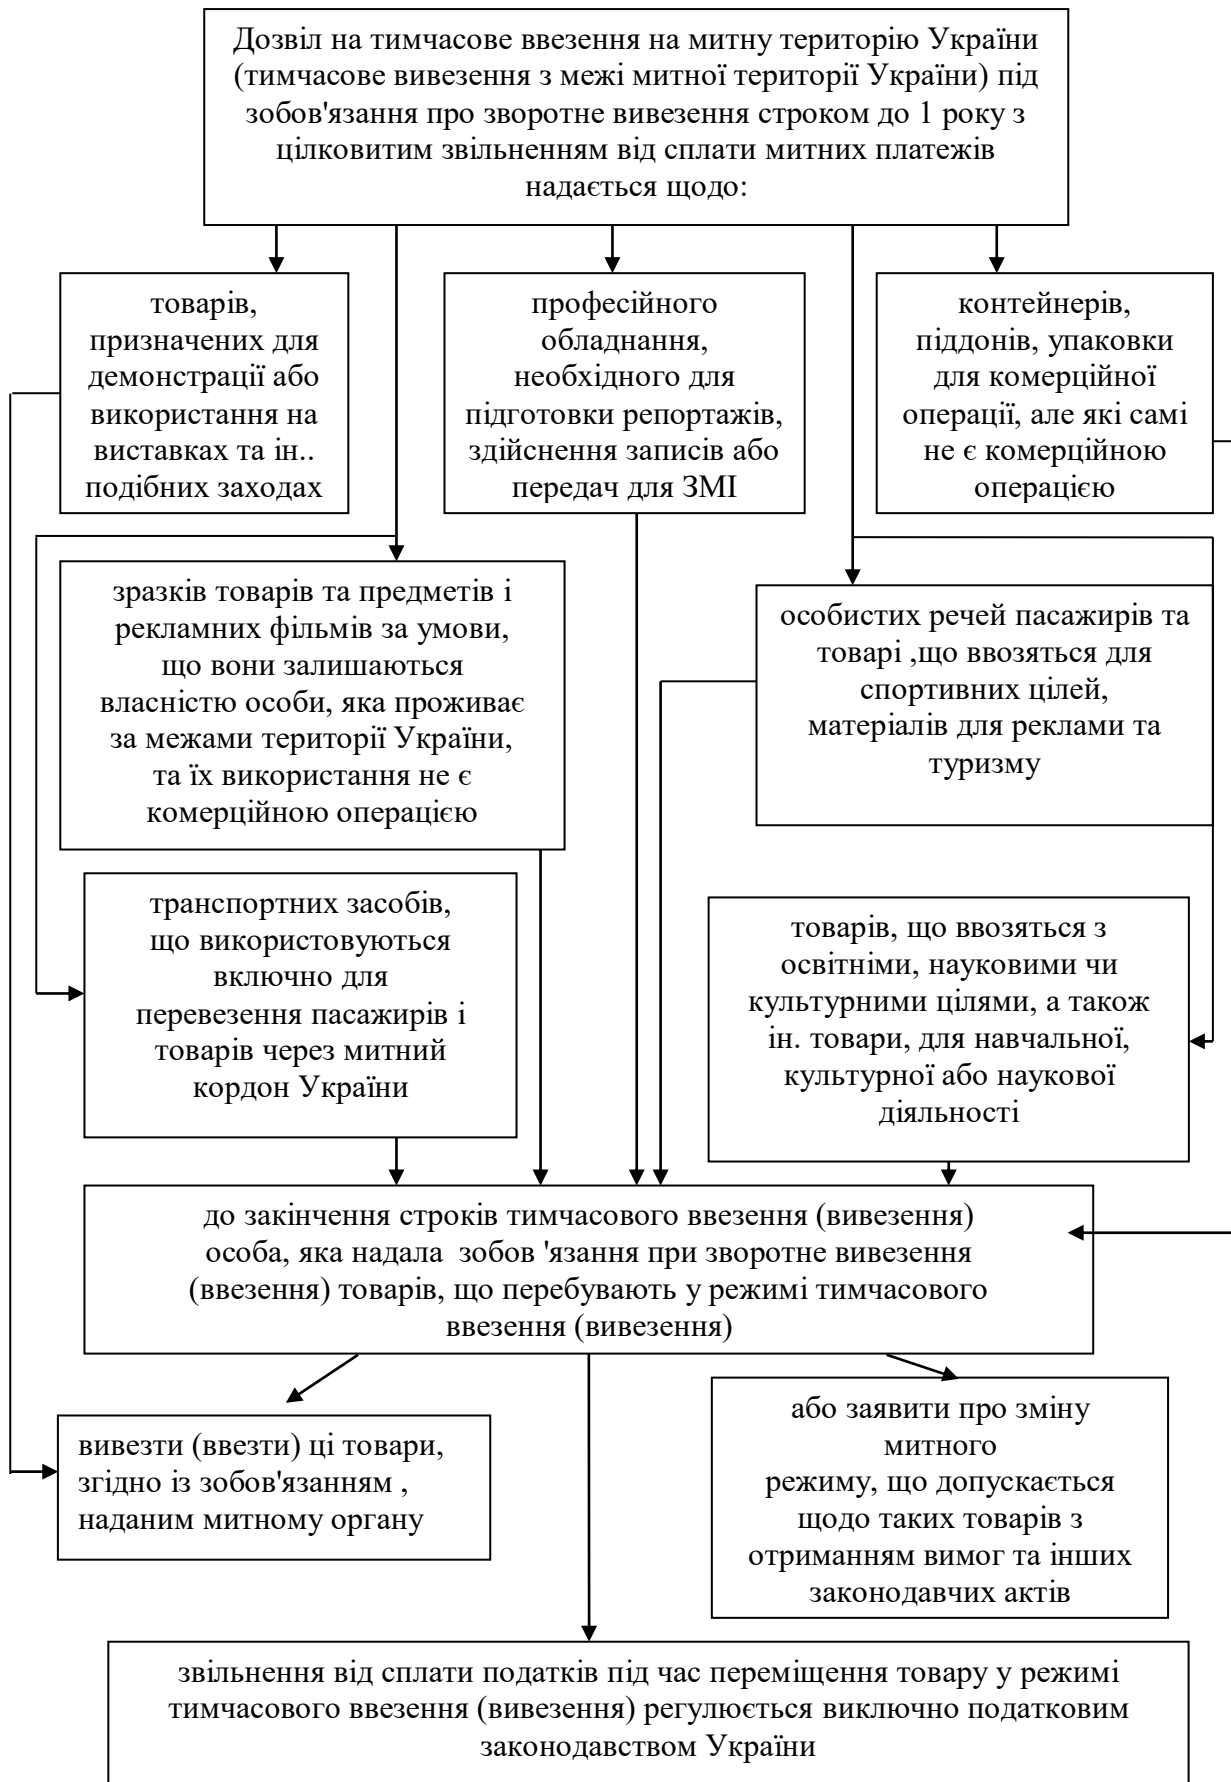 Дозвіл на тимчасове ввезення на митну територію України
(тимчасове вивезення з межі митної території України) під
зобов'язання про зворотне вивезення строком до 1 року з
цілковитим звільненням від сплати митних платежів
надається щодо:
товарів,
призначених для
демонстрації або
використання на
виставках та ін..
подібних заходах
професійного
обладнання,
необхідного для
підготовки репортажів,
здійснення записів або
передач для ЗМІ
контейнерів,
піддонів, упаковки
для комерційної
операції, але які самі
не є комерційною
операцією
зразків товарів та предметів і
рекламних фільмів за умови,
що вони залишаються
власністю особи, яка проживає
за межами території України,
та їх використання не є
комерційною операцією
особистих речей пасажирів та
товарі ,що ввозяться для
спортивних цілей,
матеріалів для реклами та
туризму
транспортних засобів,
що використовуються
включно для
перевезення пасажирів і
товарів через митний
кордон України
товарів, що ввозяться з
освітніми, науковими чи
культурними цілями, а також
ін. товари, для навчальної,
культурної або наукової
діяльності
до закінчення строків тимчасового ввезення (вивезення)
особа, яка надала зобов 'язання при зворотне вивезення
(ввезення) товарів, що перебувають у режимі тимчасового
ввезення (вивезення)
вивезти (ввезти) ці товари,
згідно із зобов'язанням ,
наданим митному органу
або заявити про зміну
митного
режиму, що допускається
щодо таких товарів з
отриманням вимог та інших
законодавчих актів
звільнення від сплати податків під час переміщення товару у режимі
тимчасового ввезення (вивезення) регулюється виключно податковим
законодавством України